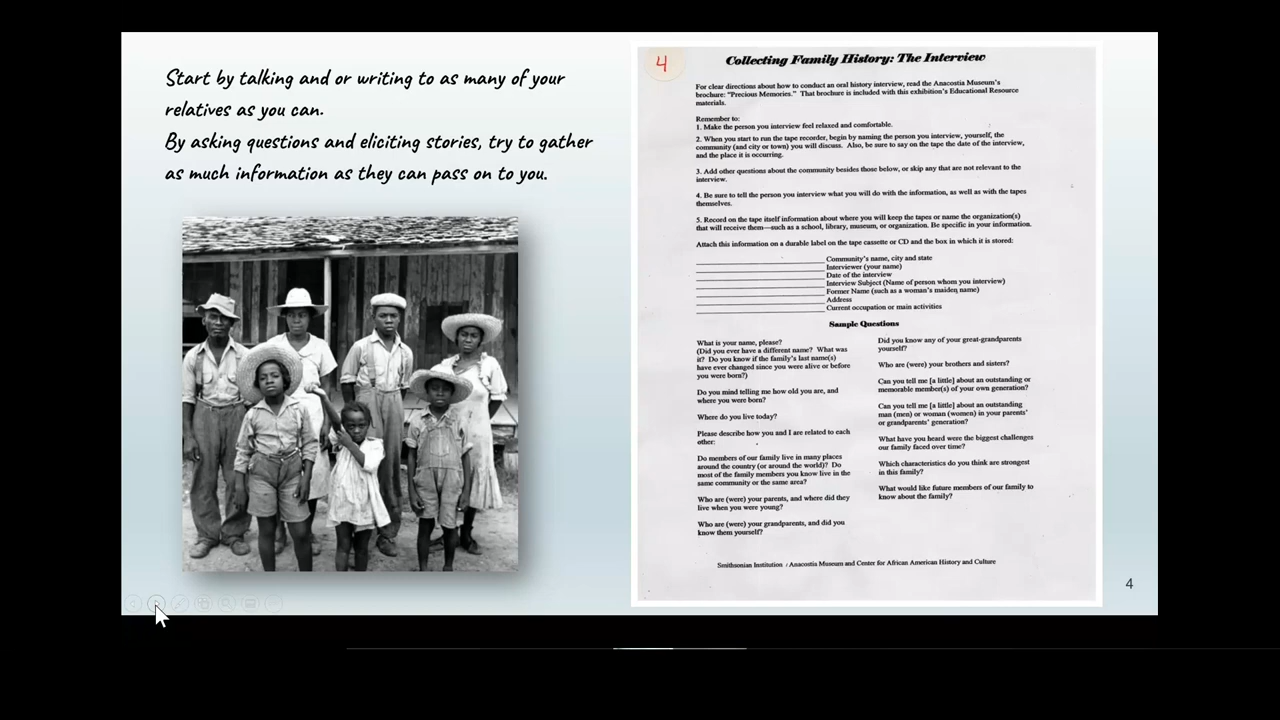 Start by talking and or writing to as many of your
relatives as you can.
By asking questions and eliciting stories, try to gather
as much information as they can pass on to you.
4
Collecting Family History: The Interview
For clear directions about how to conduct an oral history interview, read the Anacostia Museum's
brochure: "Precious Memories." That brochure is included with this exhibition's Educational Resource
materials.
Remember to:
1. Make the person you interview feel relaxed and comfortable.
2. When you start to run the tape recorder, begin by naming the person you interview, yourself, the
community (and city or town) you will discuss. Also, be sure to say on the tape the date of the interview,
and the place it is occurring.
3. Add other questions about the community besides those below, or skip any that are not relevant to the
interview.
4. Be sure to tell the person you interview what you will do with the information, as well as with the tapes
themselves.
5. Record on the tape itself information about where you will keep the tapes or name the organization(s)
that will receive them—such as a school, library, museum, or organization. Be specific in your information.
Attach this information on a durable label on the tape cassette or CD and the box in which it is stored:
Community's name, city and state
Interviewer (your name)
Date of the interview
Interview Subject (Name of person whom you interview)
Former Name (such as a woman's maiden name)
Address
Current occupation or main activities
Sample Questions
What is your name, please?
(Did you ever have a different name? What was
it? Do you know if the family's last name(s)
have ever changed since you were alive or before
you were born?)
Do you mind telling me how old you are, and
where you were born?
Where do you live today?
Please describe how you and I are related to each
other:
Do members of our family live in many places
around the country (or around the world)? Do
most of the family members you know live in the
same community or the same area?
Who are (were) your parents, and where did they
live when you were young?
Who are (were) your grandparents, and did you
know them yourself?
Did you know any of your great-grandparents
yourself?
Who are (were) your brothers and sisters?
Can you tell me [a little] about an outstanding or
memorable member(s) of your own generation?
Can you tell me [a little] about an outstanding
man (men) or woman (women) in your parents'
or grandparents' generation?
What have you heard were the biggest challenges
our family faced over time?
Which characteristics do you think are strongest
in this family?
What would like future members of our family to
know about the family?
Smithsonian Institution / Anacostia Museum and Center for African American History and Culture
4